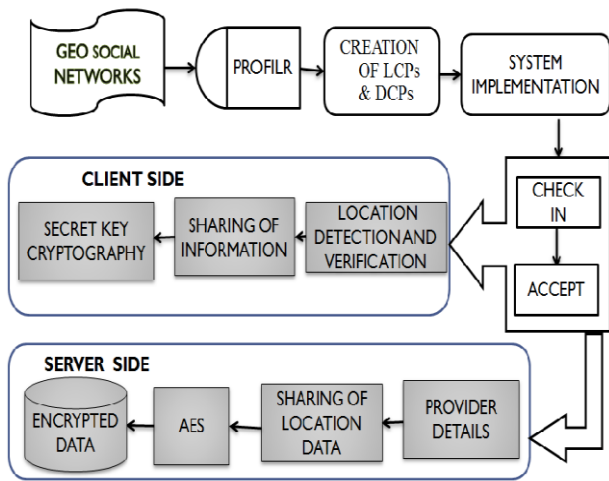 GEO SOCIAL
NETWORKS
PROFILR
CREATION
OF LCPs
& DCPs
SYSTEM
IMPLEMENTATION
CLIENT SIDE
SECRET KEY
CRYPTOGRAPHY
SHARING OF
INFORMATION
LOCATION
DETECTION AND
VERIFICATION
CHECK
IN
ACCEPT
SERVER SIDE
ENCRYPTED
DATA
AES
SHARING OF
LOCATION
DATA
PROVIDER
DETAILS